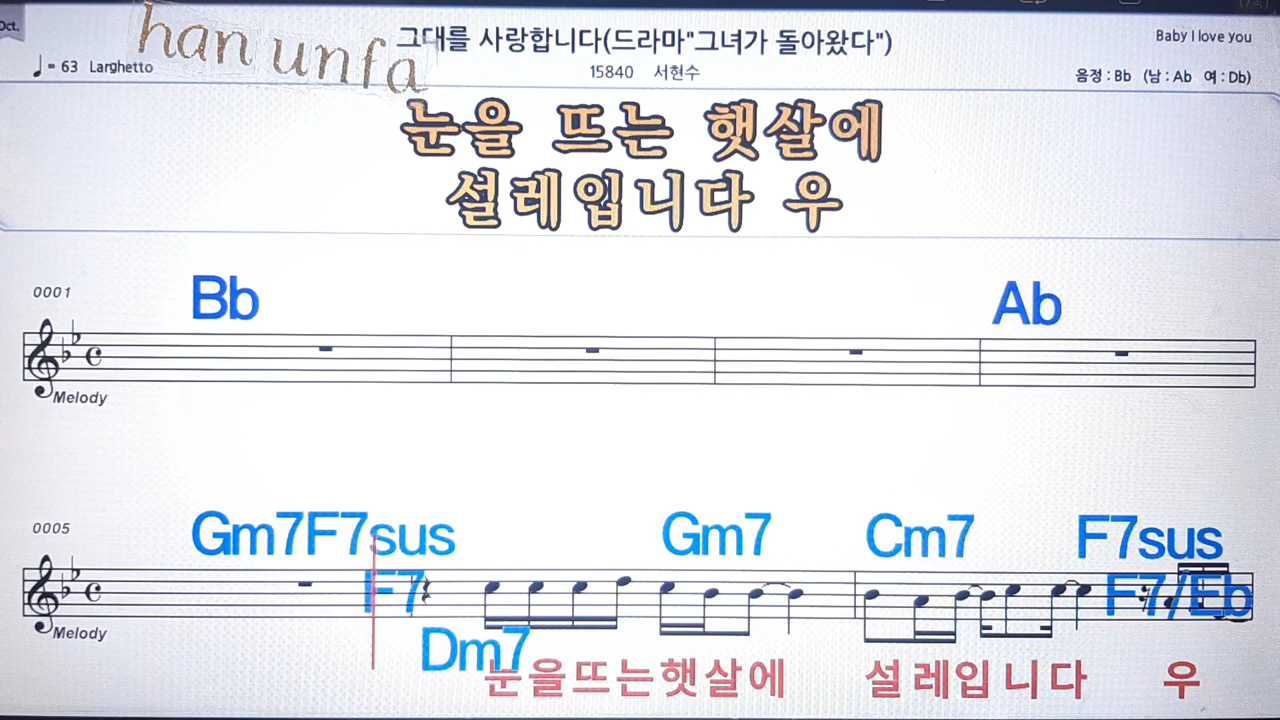 Oct.
han unfa
그대를 사랑합니다(드라마"그녀가 돌아왔다")
Baby I love you
♩= 63 Larghetto
15840 서현수
음정 : Bb (남 : Ab 여 : Db)
눈을 뜨는 햇살에
설레입니다 우
0001
Bb Ab
Melody
0005
Gm7 F7sus Gm7 Cm7 F7sus
F7 F7/Eb
Melody
Dm7
눈을뜨는햇살에 설레입니다 우